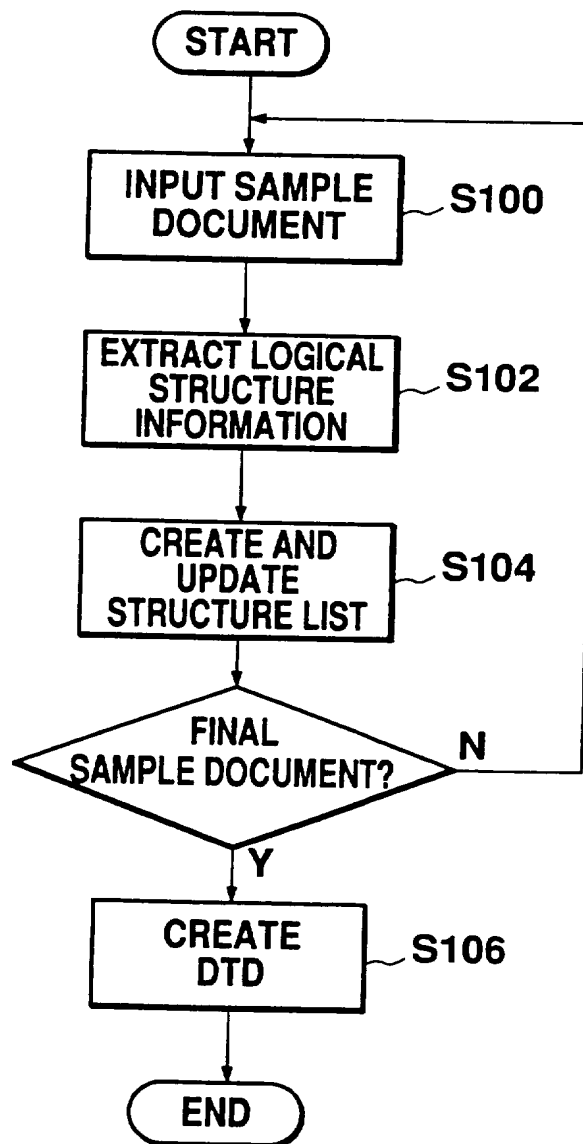 START
INPUT SAMPLE
DOCUMENT
S100
EXTRACT LOGICAL
STRUCTURE
INFORMATION
S102
CREATE AND
UPDATE
STRUCTURE LIST
S104
FINAL
SAMPLE DOCUMENT?
N
Y
CREATE
DTD
S106
END